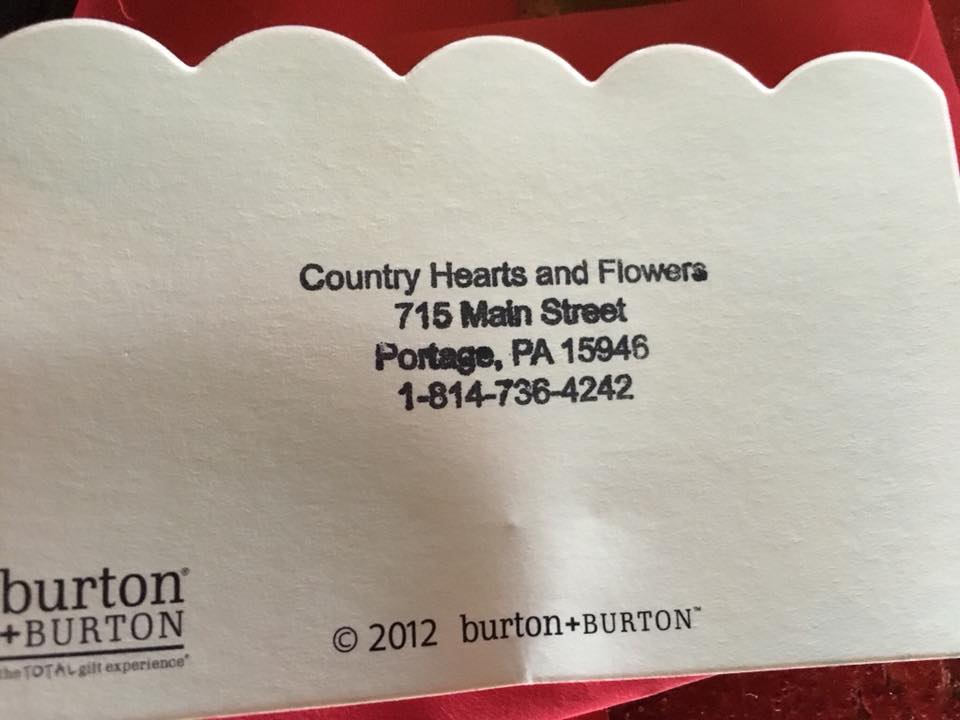 Country Hearts and Flowers
715 Main Street
Portage, PA 15946
1-814-736-4242
burton®
+BURTON
the TOTAL gift experience®
© 2012 burton+BURTON™